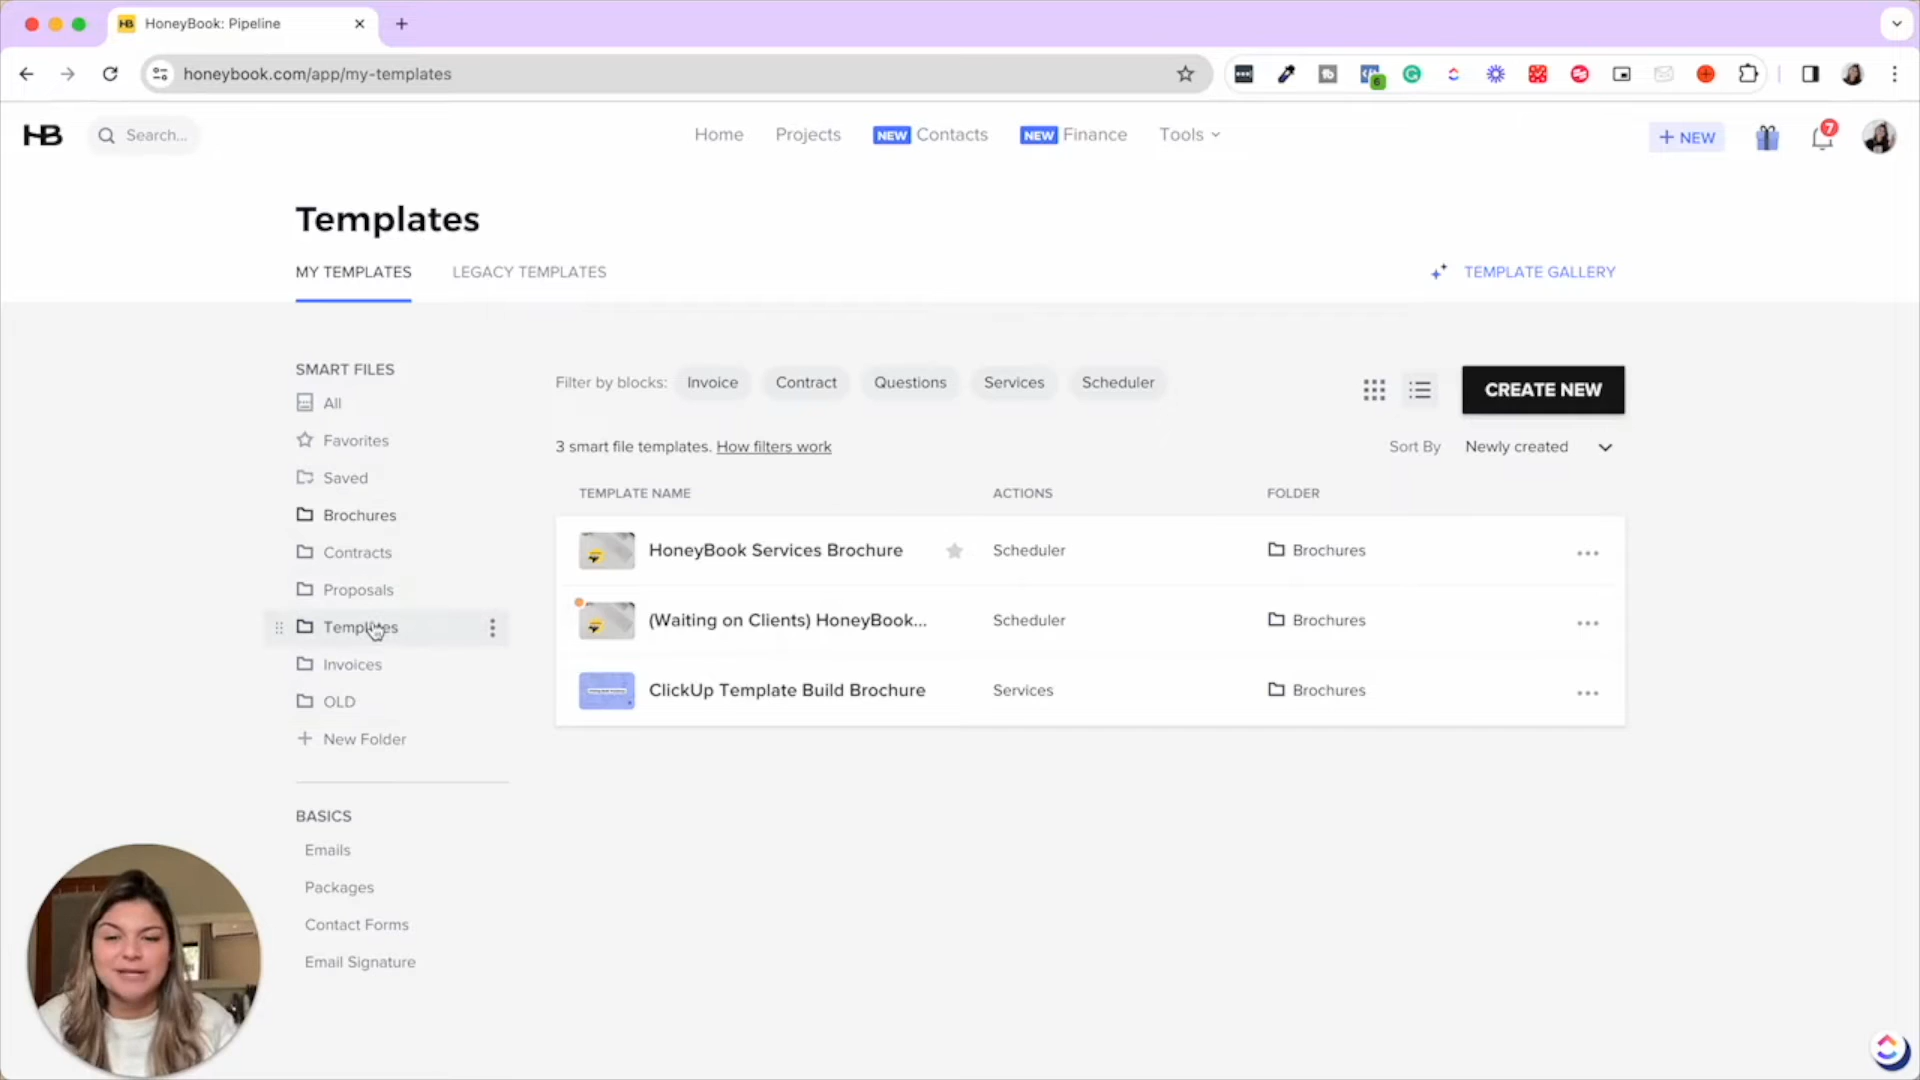 HB HoneyBook: Pipeline
honeybook.com/app/my-templates
6
HB Search... Home Projects NEW Contacts NEW Finance Tools + NEW 7
Templates
MY TEMPLATES LEGACY TEMPLATES TEMPLATE GALLERY
SMART FILES
All
Favorites
Saved
Brochures
Contracts
Proposals
Templates
Invoices
OLD
+ New Folder
BASICS
Emails
Packages
Contact Forms
Email Signature
Filter by blocks: Invoice Contract Questions Services Scheduler CREATE NEW
3 smart file templates. How filters work Sort By Newly created
TEMPLATE NAME ACTIONS FOLDER
HoneyBook Services Brochure Scheduler Brochures
(Waiting on Clients) HoneyBook... Scheduler Brochures
ClickUp Template Build Brochure Services Brochures